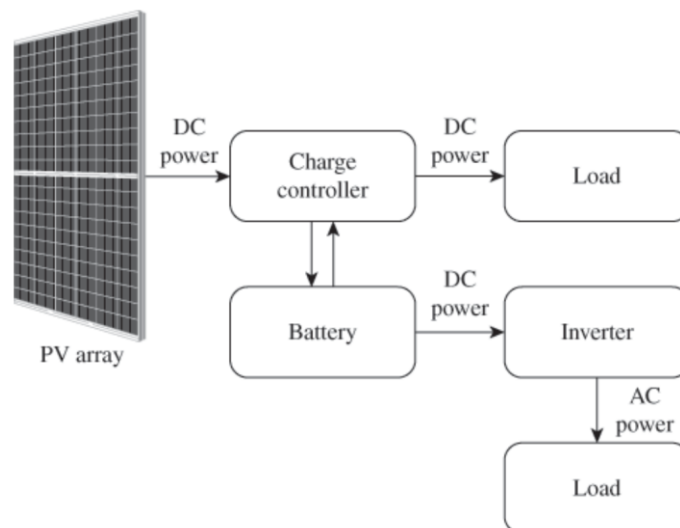 DC
power
Charge
controller
DC
power
Load
PV array
Battery
DC
power
Inverter
AC
power
Load